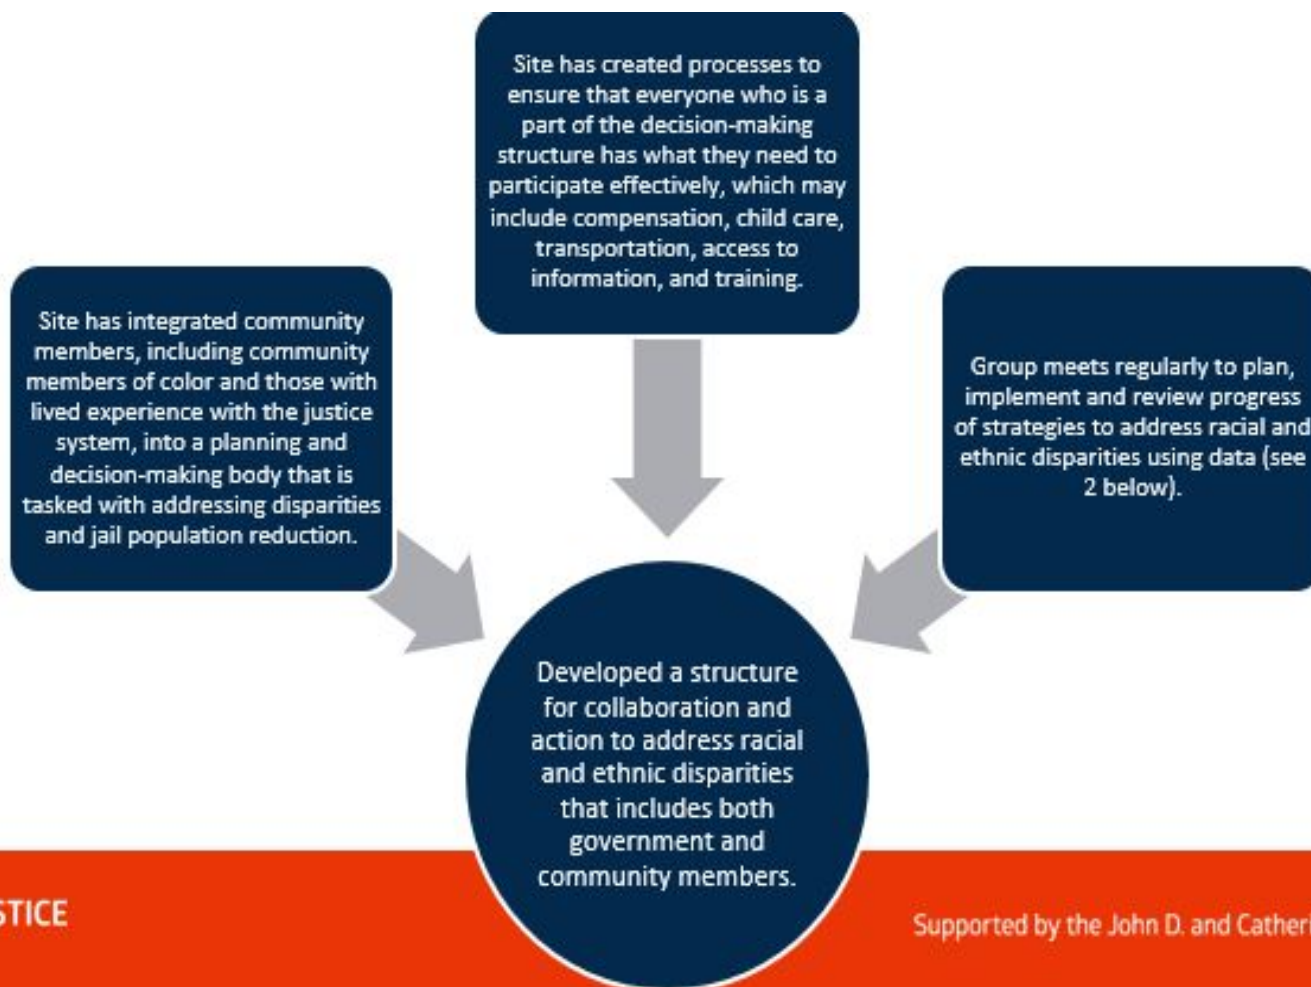 Site has created processes to
ensure that everyone who is a
part of the decision-making
structure has what they need to
participate effectively, which may
include compensation, child care,
transportation, access to
information, and training.
Site has integrated community
members, including community
members of color and those with
lived experience with the justice
system, into a planning and
decision-making body that is
tasked with addressing disparities
and jail population reduction.
Group meets regularly to plan,
implement and review progress
of strategies to address racial and
ethnic disparities using data (see
2 below).
Developed a structure
for collaboration and
action to address racial
and ethnic disparities
that includes both
government and
community members.
STICE
Supported by the John D. and Catheri